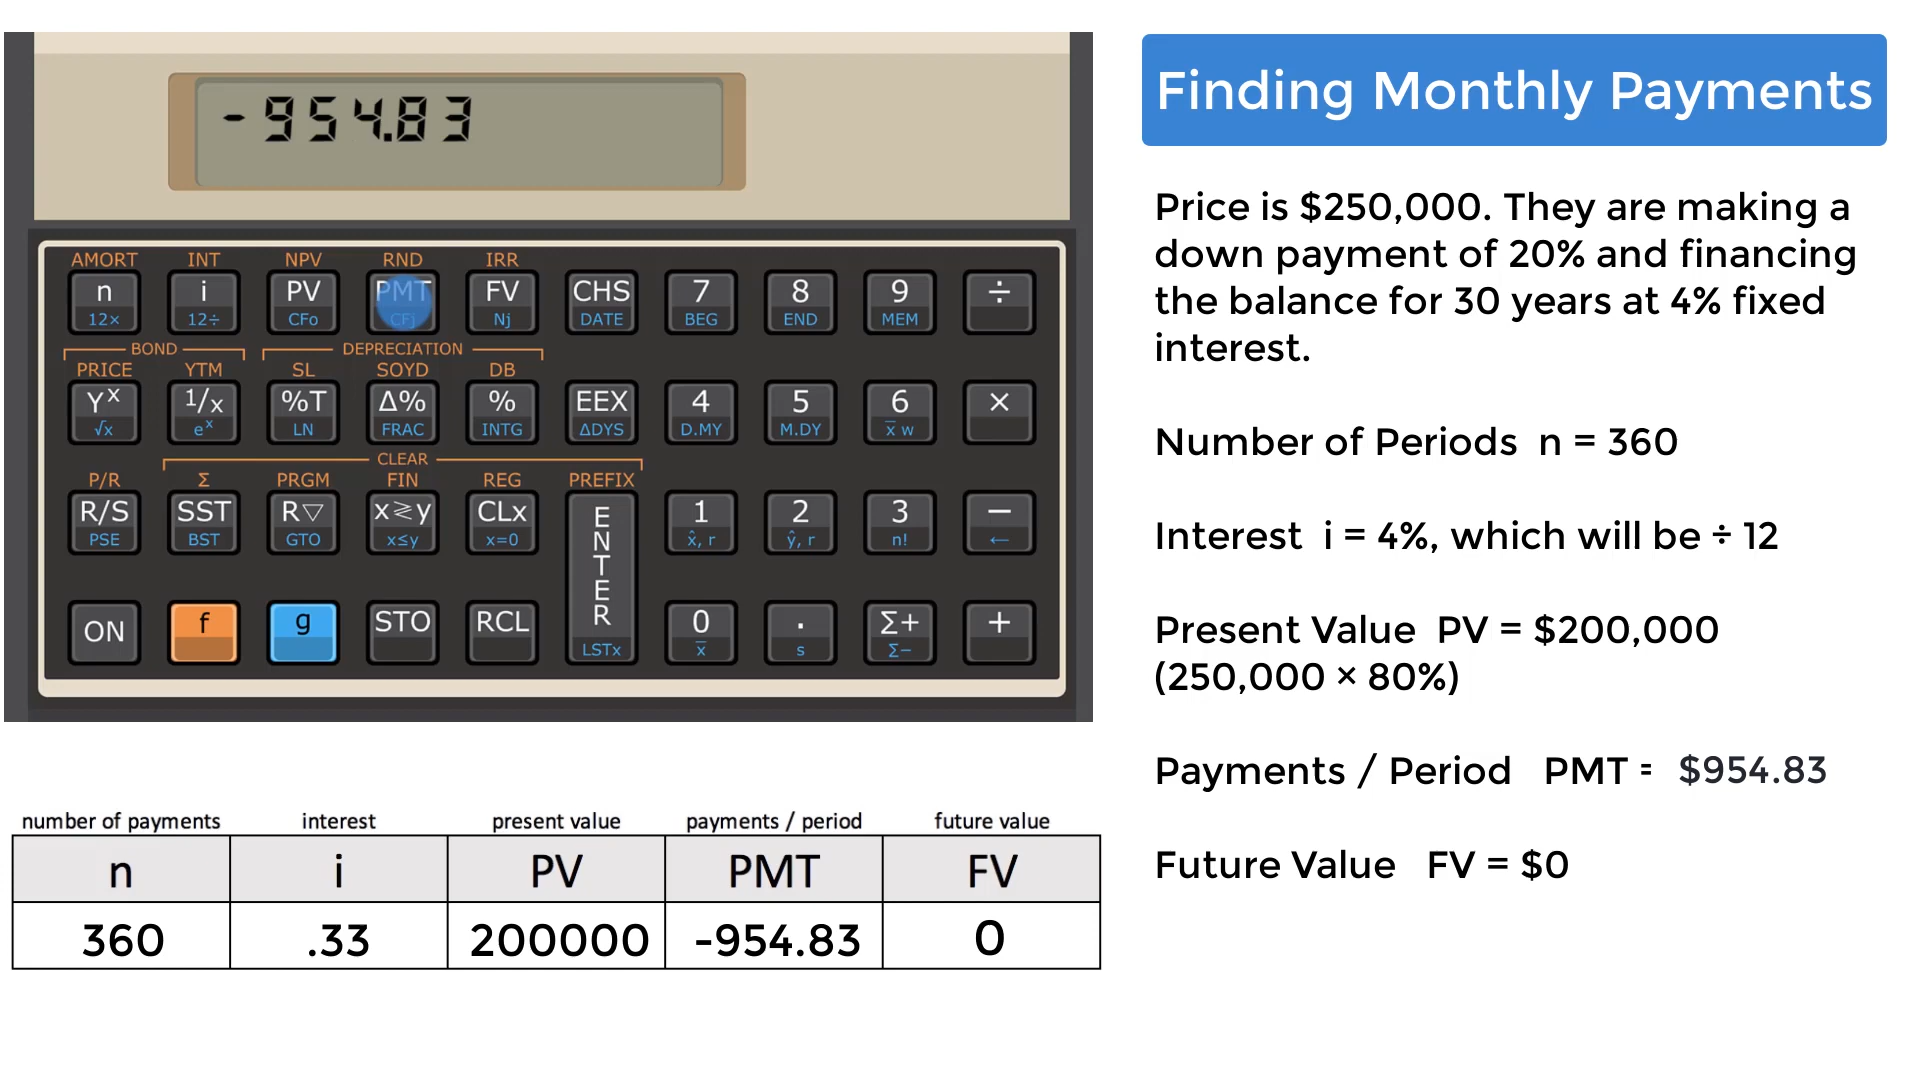 -954.83
Finding Monthly Payments
Price is $250,000. They are making a
down payment of 20% and financing
the balance for 30 years at 4% fixed
interest.
Number of Periods n = 360
Interest i = 4%, which will be ÷ 12
Present Value PV = $200,000
(250,000 × 80%)
Payments / Period PMT = $954.83
Future Value FV = $0
AMORT INT NPV RND IRR
n i PV PMT FV CHS 7 8 9 ÷
12× 12÷ CFo CFj Nj DATE BEG END MEM
BOND DEPRECIATION
PRICE YTM SL SOYD DB
Yx 1/x %T Δ% % EEX 4 5 6 ×
√x ex LN FRAC INTG ΔDYS D.MY M.DY x̅ w
CLEAR
P/R Σ PRGM FIN REG PREFIX
R/S SST R▽ x≷y CLx ENTER 1 2 3 −
PSE BST GTO x≤y x=0 x̂, r ŷ, r n! ←
ON f g STO RCL 0 . Σ+ +
LSTx x̅ s Σ−
number of payments interest present value payments / period future value
n i PV PMT FV
360 .33 200000 -954.83 0